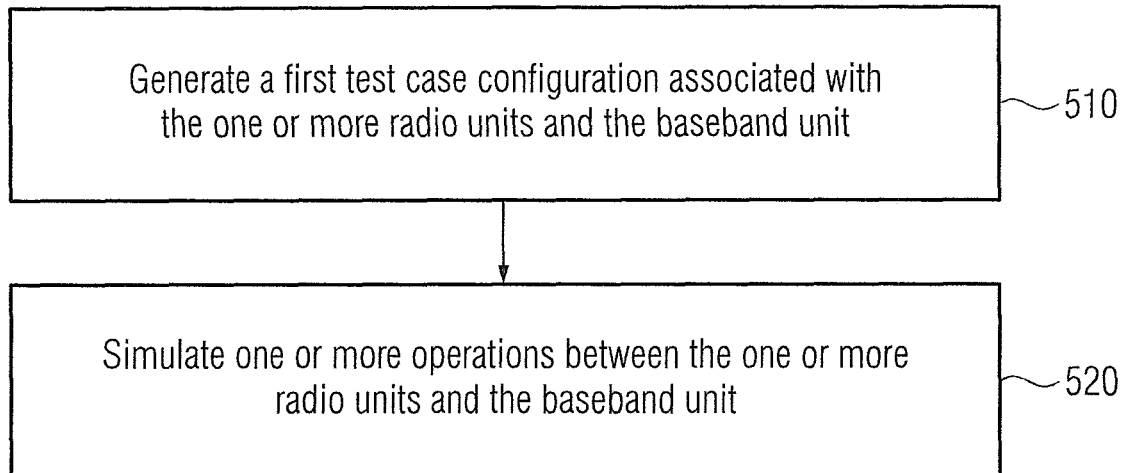 Generate a first test case configuration associated with
the one or more radio units and the baseband unit
510
Simulate one or more operations between the one or more
radio units and the baseband unit
520